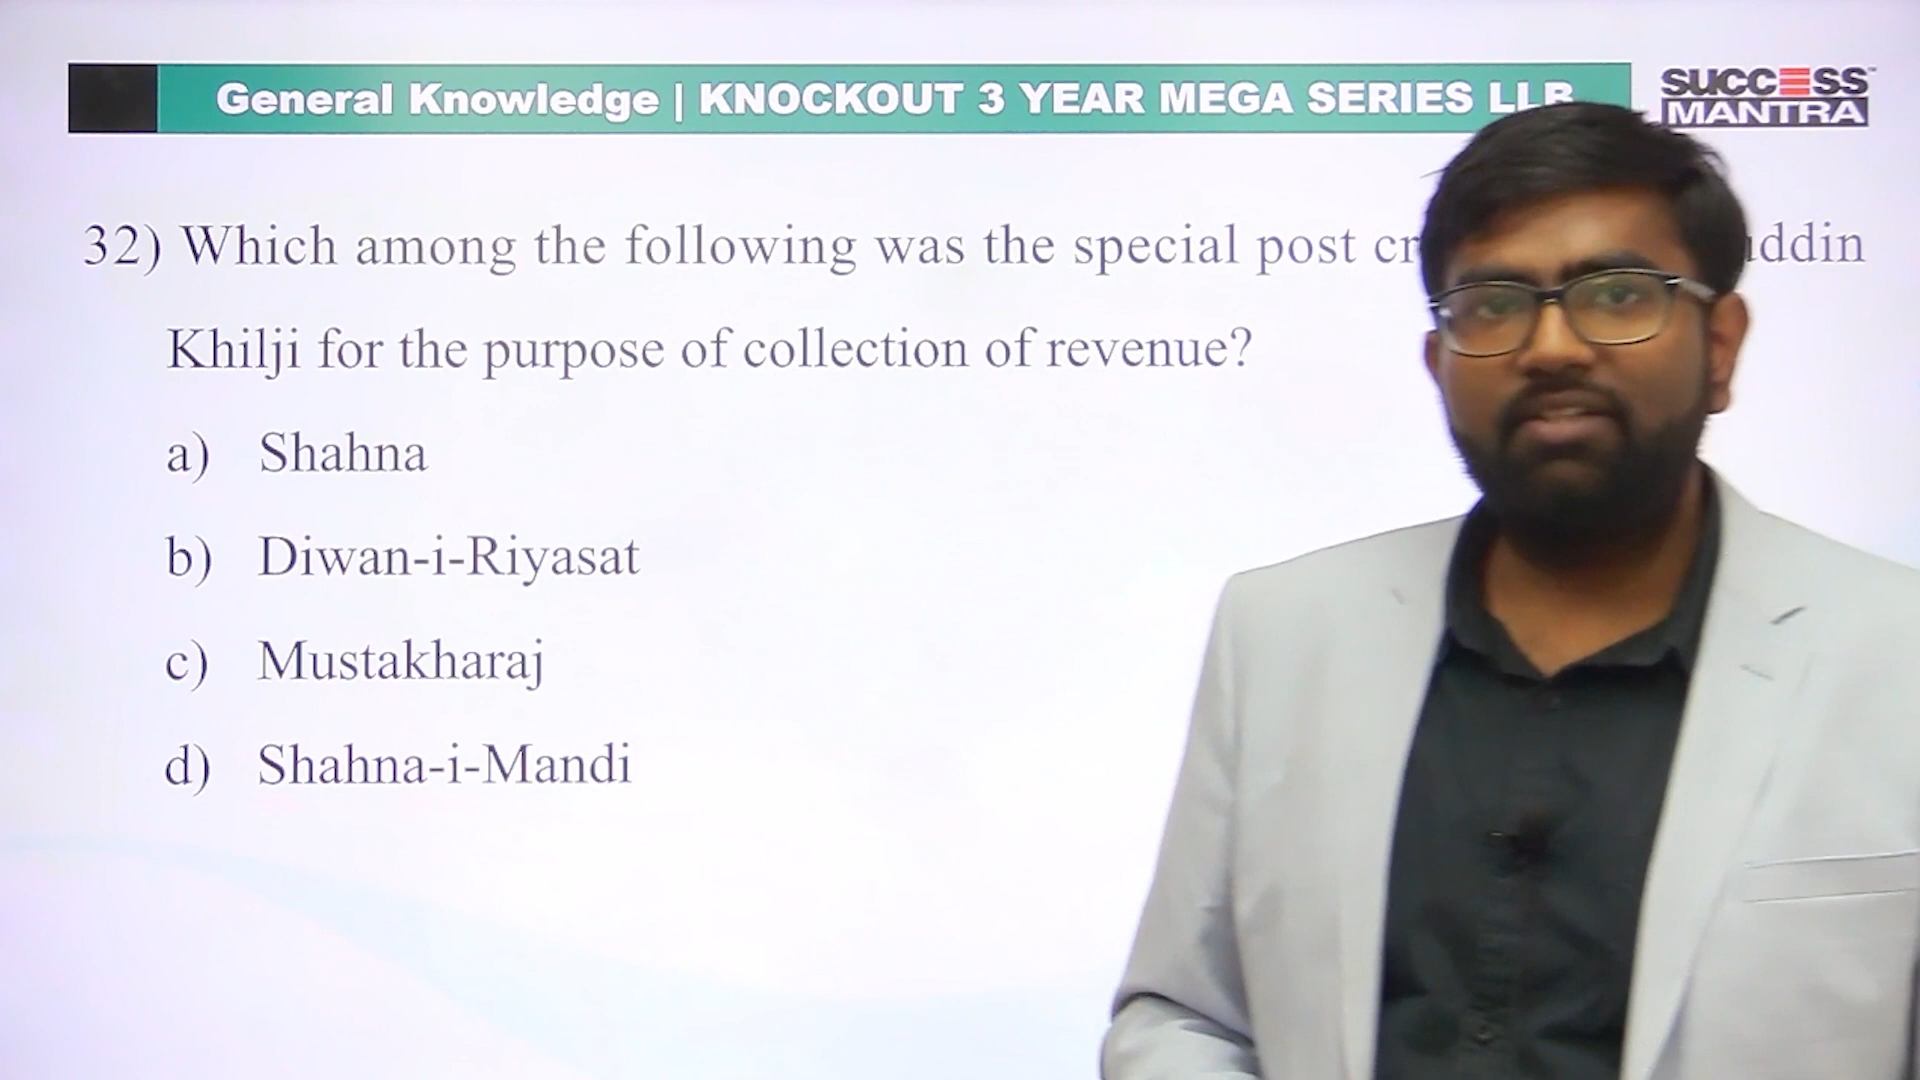 General Knowledge | KNOCKOUT 3 YEAR MEGA SERIES LLB
SUCCESS
MANTRA
32) Which among the following was the special post
Khilji for the purpose of collection of revenue?
a) Shahna
b) Diwan-i-Riyasat
c) Mustakharaj
d) Shahna-i-Mandi